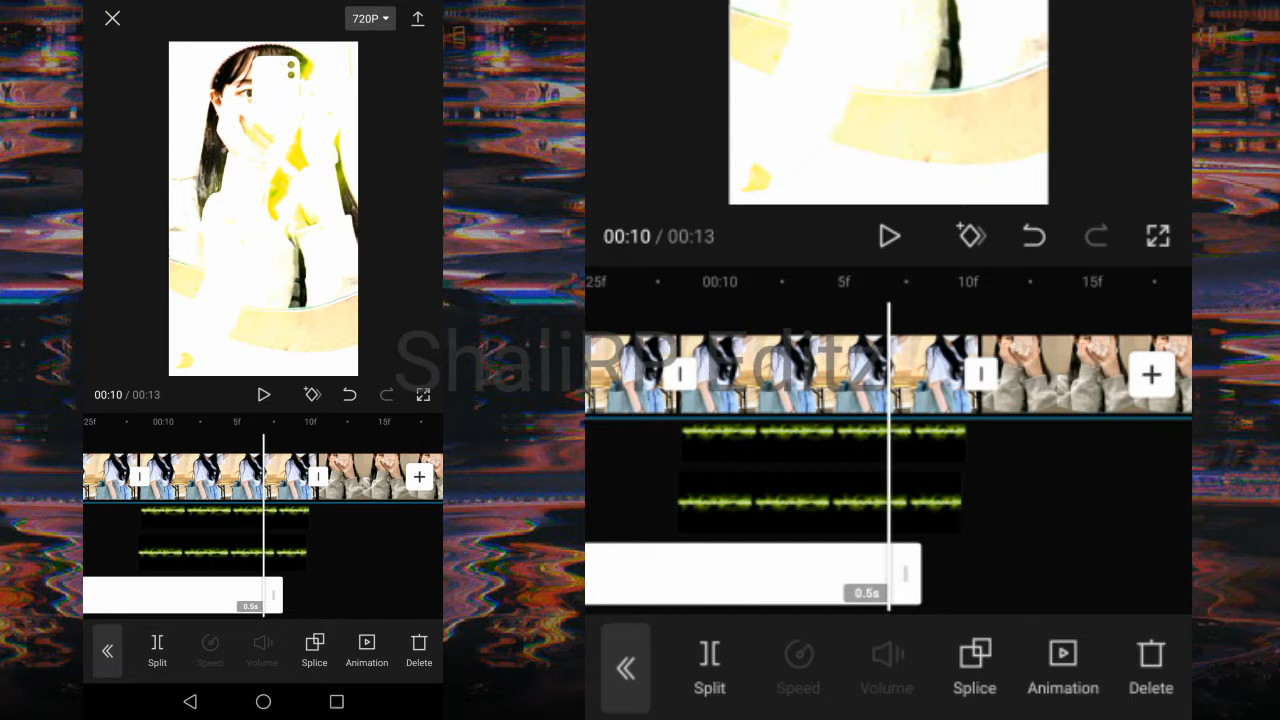 720P
00:10 / 00:13
25f 00:10 5f 10f 15f
0.5s
Split Speed Volume Splice Animation Delete
00:10 / 00:13
25f 00:10 5f 10f 15f
0.5s
Split Speed Volume Splice Animation Delete
ShaliRP Editz